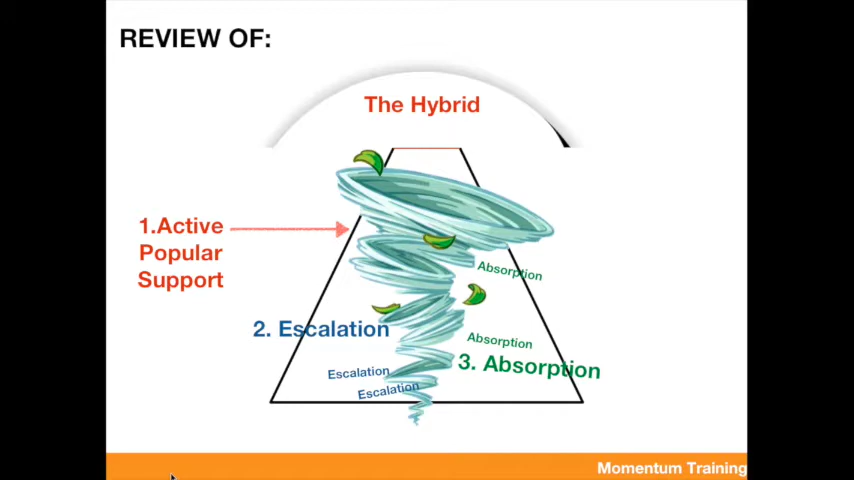 REVIEW OF:
The Hybrid
1.Active
Popular
Support
Absorption
2. Escalation
Absorption
3. Absorption
Escalation
Escalation
Momentum Training